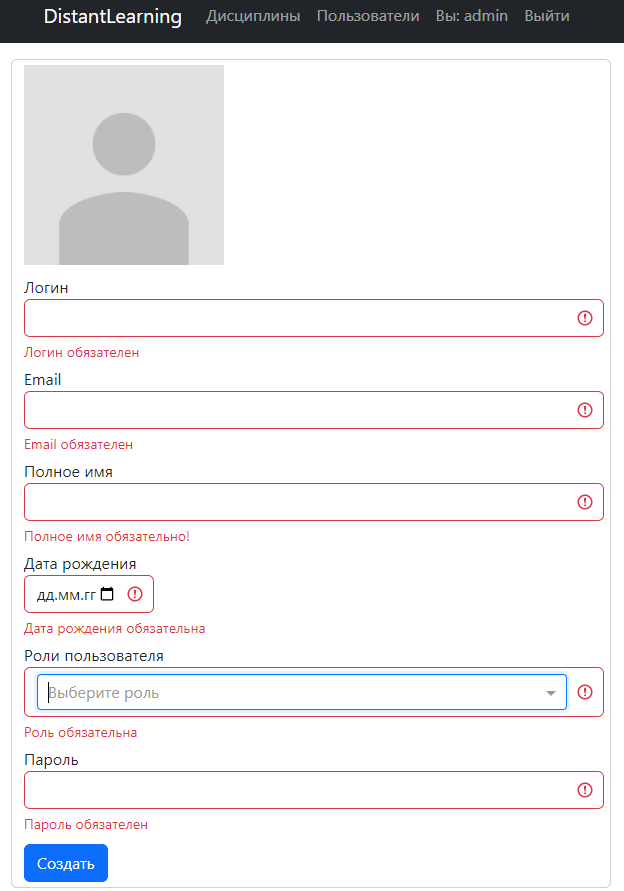 DistantLearning Дисциплины Пользователи Вы: admin Выйти
Логин
Логин обязателен
Email
Email обязателен
Полное имя
Полное имя обязательно!
Дата рождения
дд.мм.гг
Дата рождения обязательна
Роли пользователя
Выберите роль
Роль обязательна
Пароль
Пароль обязателен
Создать